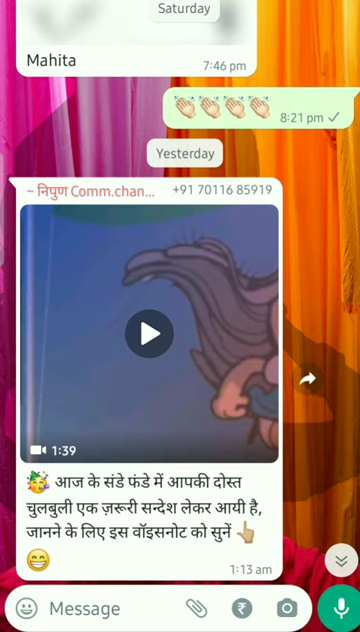 Saturday
Mahita
7:46 pm
👏🏻👏🏻👏🏻👏🏻 8:21 pm
Yesterday
~ निपुण Comm.chan... +91 70116 85919
1:39
🥳 आज के संडे फंडे में आपकी दोस्त
चुलबुली एक ज़रूरी सन्देश लेकर आयी है,
जानने के लिए इस वॉइसनोट को सुनें 👆🏼
😁
1:13 am
Message